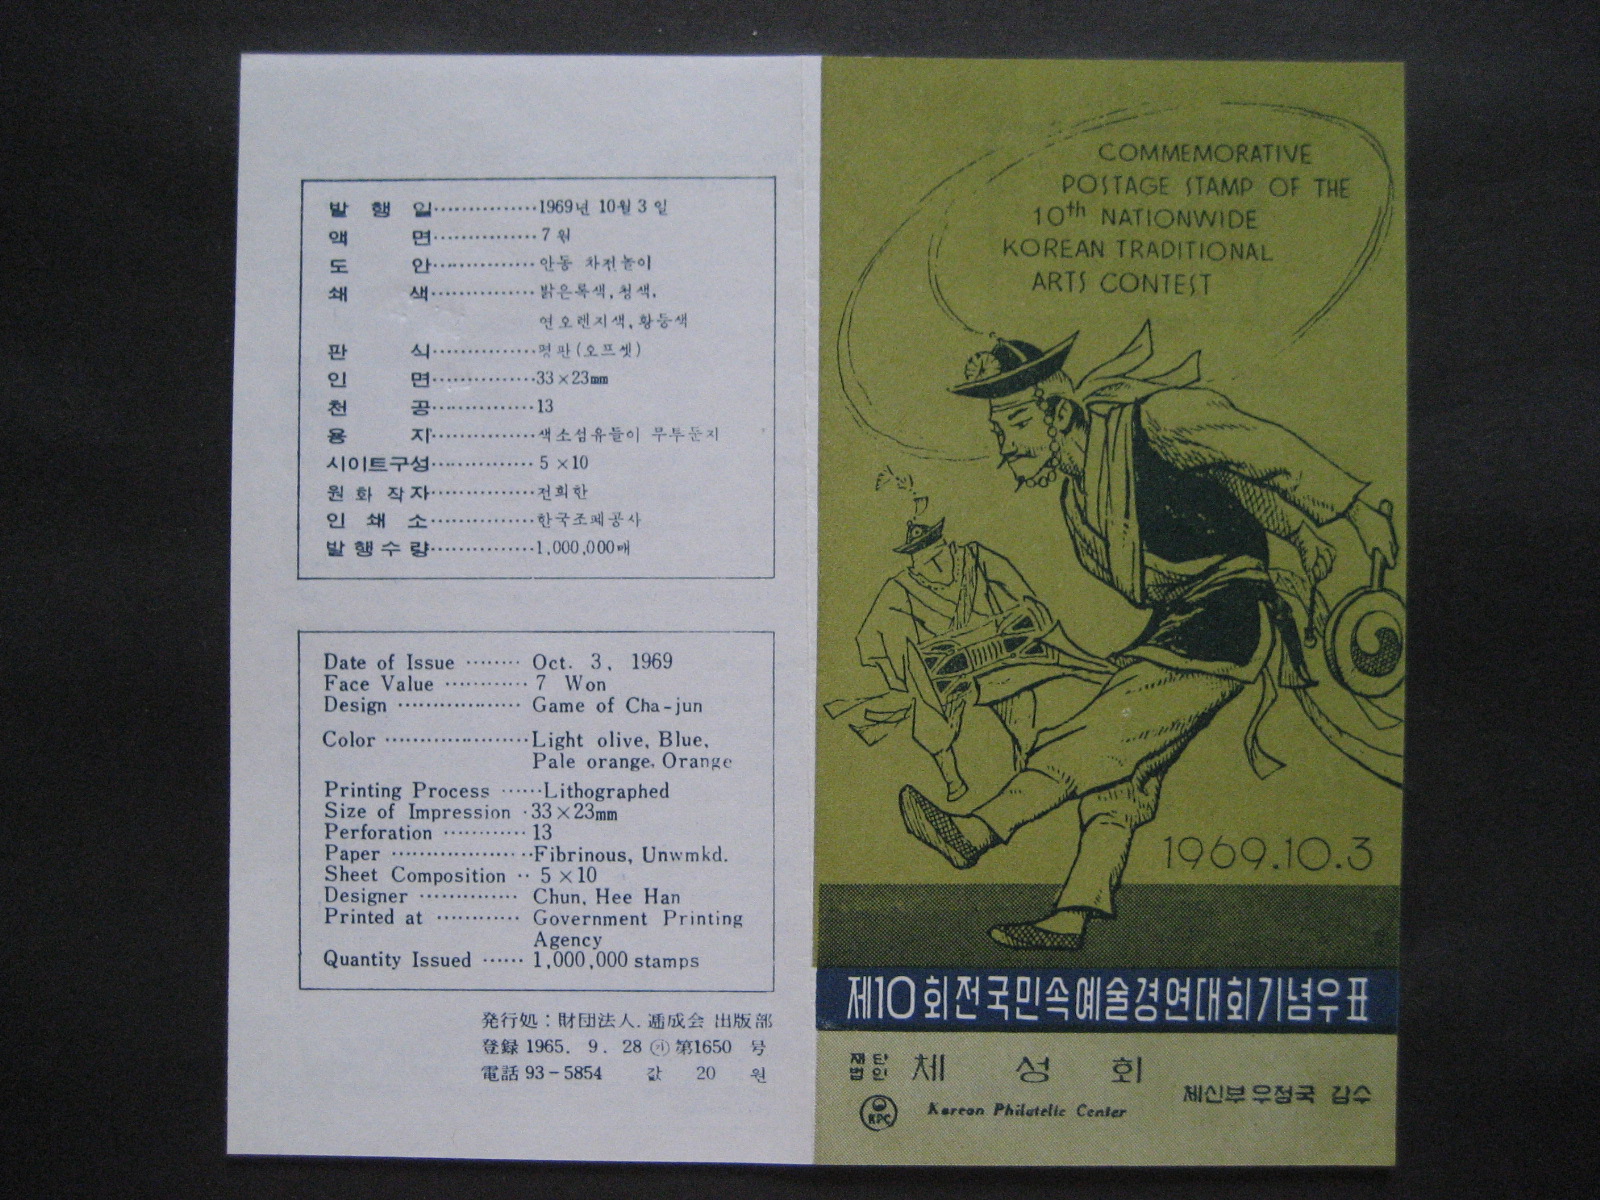 발 행 일 ··············· 1969년 10월 3 일
액 면 ··············· 7 원
도 안 ··············· 안동 차전놀이
쇄 색 ··············· 밝은록색, 청색,
연오렌지색, 황등색
판 식 ··············· 평판 (오프셋)
인 면 ··············· 33×23㎜
천 공 ··············· 13
용 지 ··············· 색소섬유들이 무투문지
시이트구성 ··············· 5 ×10
원 화 작 자 ··············· 전희한
인 쇄 소 ··············· 한국조폐공사
발 행 수 량 ··············· 1,000,000매
Date of Issue ········ Oct. 3, 1969
Face Value ··········· 7 Won
Design ················ Game of Cha-jun
Color ··················· Light olive, Blue,
Pale orange, Orange
Printing Process ······ Lithographed
Size of Impression · 33×23mm
Perforation ··········· 13
Paper ··················· Fibrinous, Unwmkd.
Sheet Composition ·· 5 ×10
Designer ············· Chun, Hee Han
Printed at ··········· Government Printing
Agency
Quantity Issued ······ 1,000,000 stamps
発行処 : 財団法人. 逓成会 出版部
登録 1965. 9. 28 ㉮ 第1650 号
電話 93-5854 값 20 원
COMMEMORATIVE
POSTAGE STAMP OF THE
10th NATIONWIDE
KOREAN TRADITIONAL
ARTS CONTEST
1969.10.3
제10회전국민속예술경연대회기념우표
재단법인 체 성 회
체신부우정국 감수
KPC Korean Philatelic Center